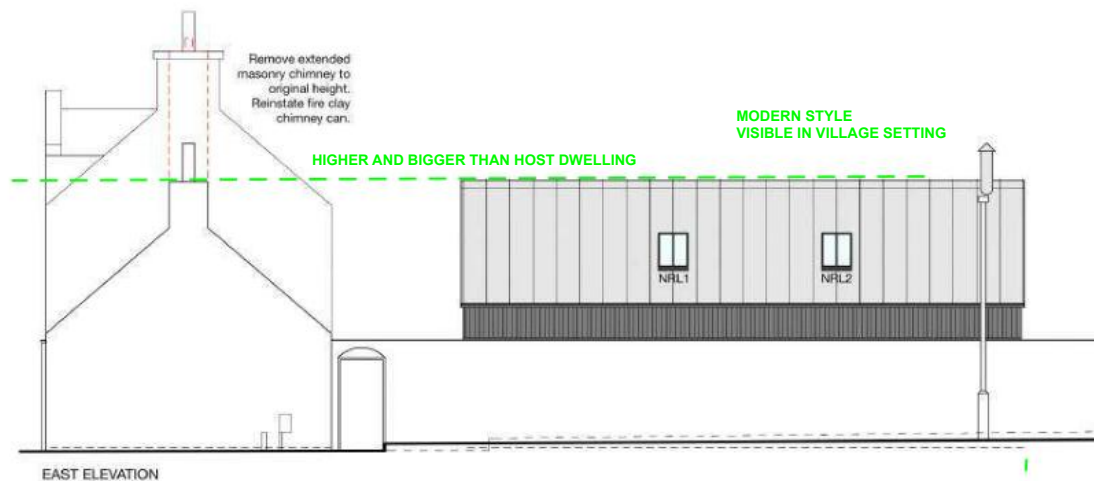 Remove extended
masonry chimney to
original height.
Reinstate fire clay
chimney can.
MODERN STYLE
VISIBLE IN VILLAGE SETTING
HIGHER AND BIGGER THAN HOST DWELLING
NRL1
NRL2
EAST ELEVATION